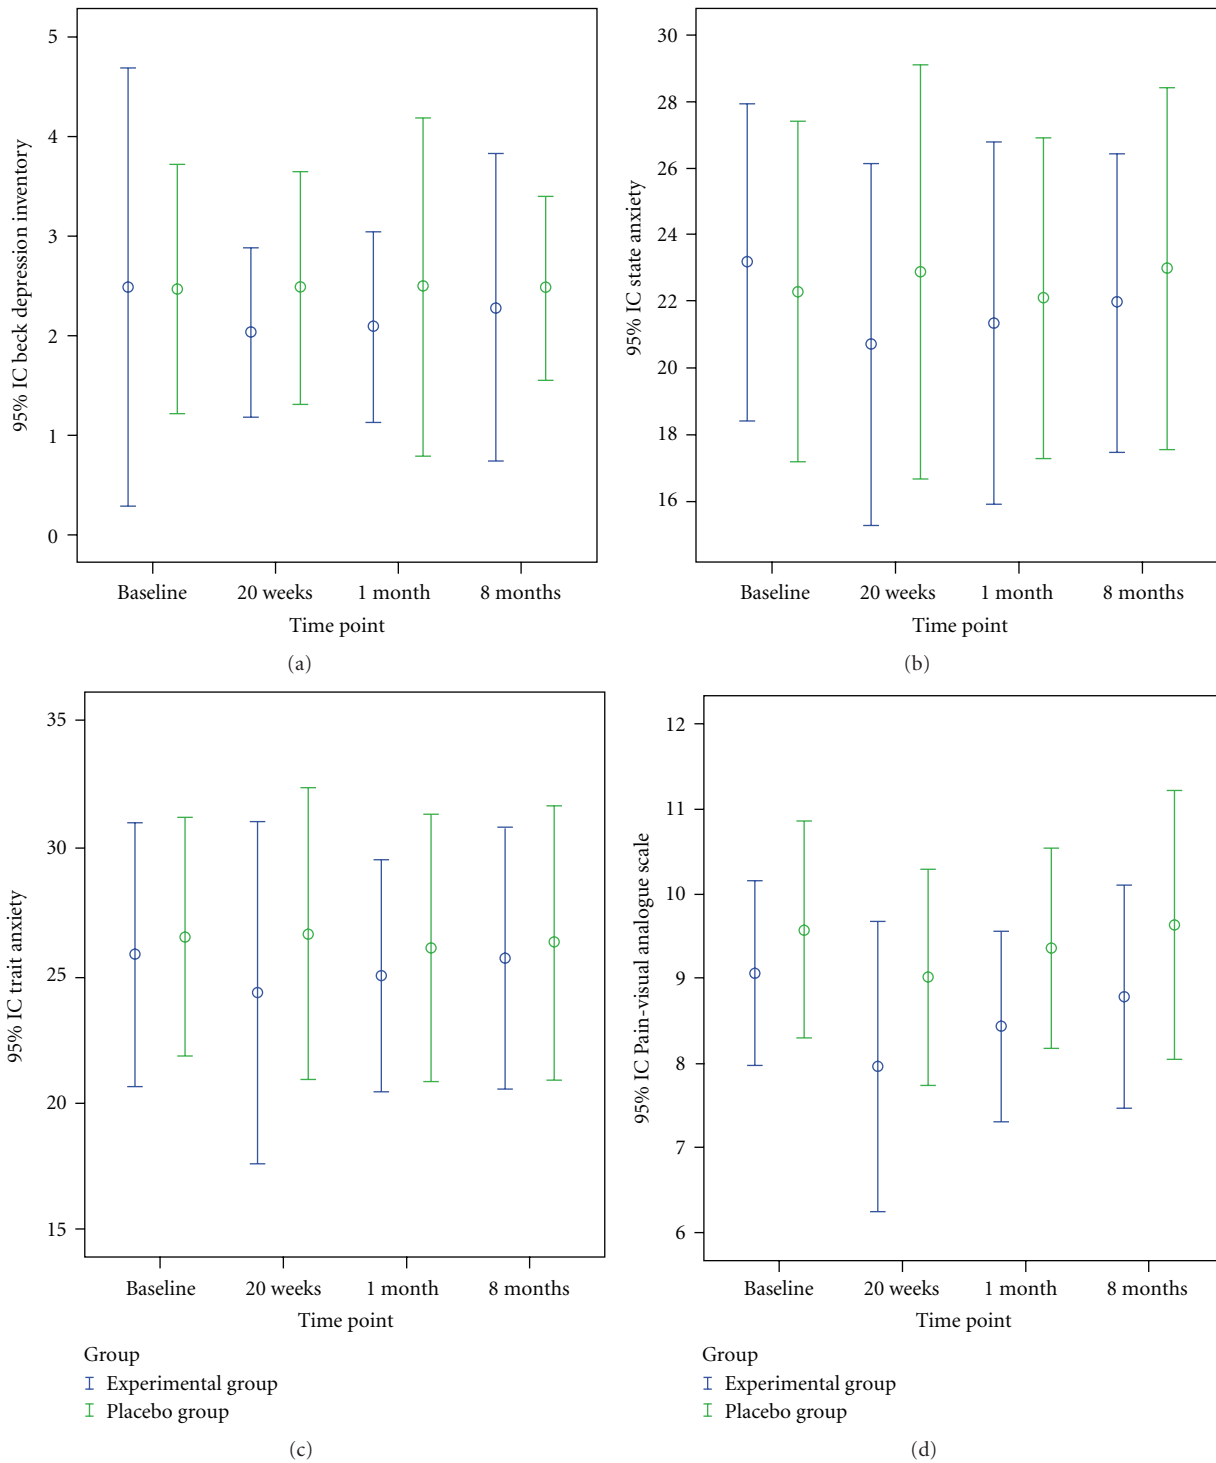 5
4
3
2
1
0
95% IC beck depression inventory
Baseline 20 weeks 1 month 8 months
Time point
(a)
30
28
26
24
22
20
18
16
95% IC state anxiety
Baseline 20 weeks 1 month 8 months
Time point
(b)
35
30
25
20
15
95% IC trait anxiety
Baseline 20 weeks 1 month 8 months
Time point
Group
Experimental group
Placebo group
(c)
12
11
10
9
8
7
6
95% IC Pain-visual analogue scale
Baseline 20 weeks 1 month 8 months
Time point
Group
Experimental group
Placebo group
(d)